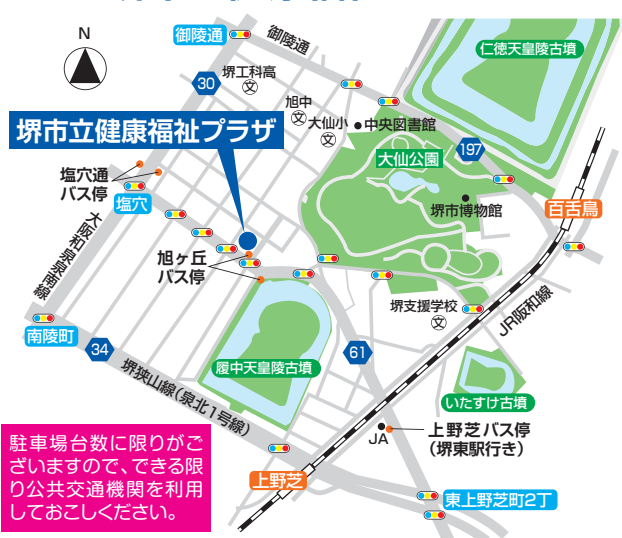 N
御陵通
御陵通
仁徳天皇陵古墳
30
堺工科高
文
旭中
文
大仙小
文
中央図書館
堺市立健康福祉プラザ
大仙公園
197
塩穴通
バス停
塩穴
堺市博物館
百舌鳥
大阪和泉泉南線
旭ヶ丘
バス停
堺支援学校
文
JR阪和線
南陵町
34
堺狭山線(泉北1号線)
履中天皇陵古墳
61
いたすけ古墳
駐車場台数に限りがご
ざいますので、できる限
り公共交通機関を利用
しておこしください。
JA
上野芝バス停
(堺東駅行き)
上野芝
東上野芝町2丁